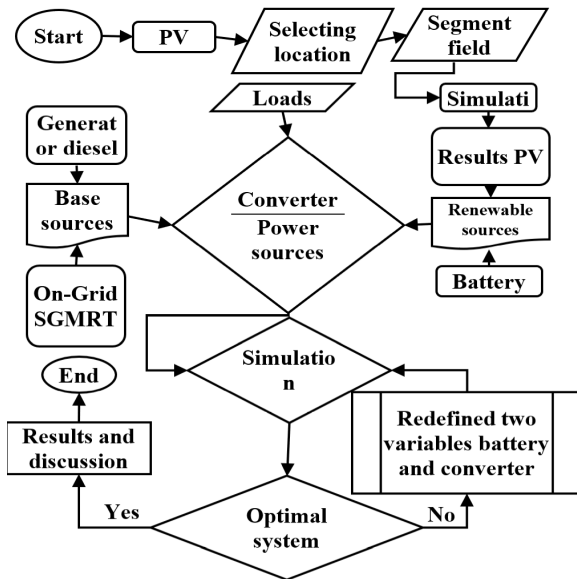 Start
PV
Selecting
location
Segment
field
Loads
Simulati
Generat
or diesel
Results PV
Base
sources
Converter
Power
sources
Renewable
sources
On-Grid
SGMRT
Battery
Simulatio
n
End
Results and
discussion
Redefined two
variables battery
and converter
Yes
Optimal
system
No